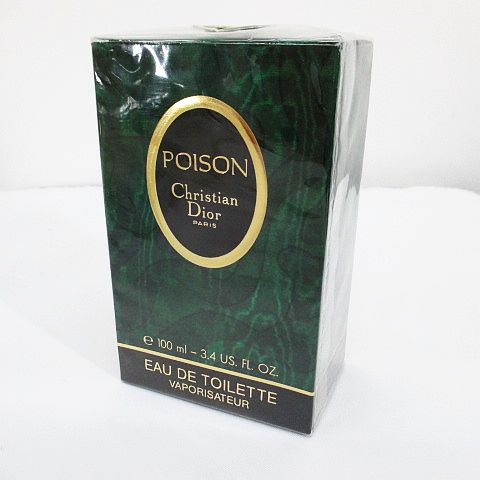 POISON
Christian
Dior
PARIS
e 100 ml - 3.4 US. FL. OZ.
EAU DE TOILETTE
VAPORISATEUR